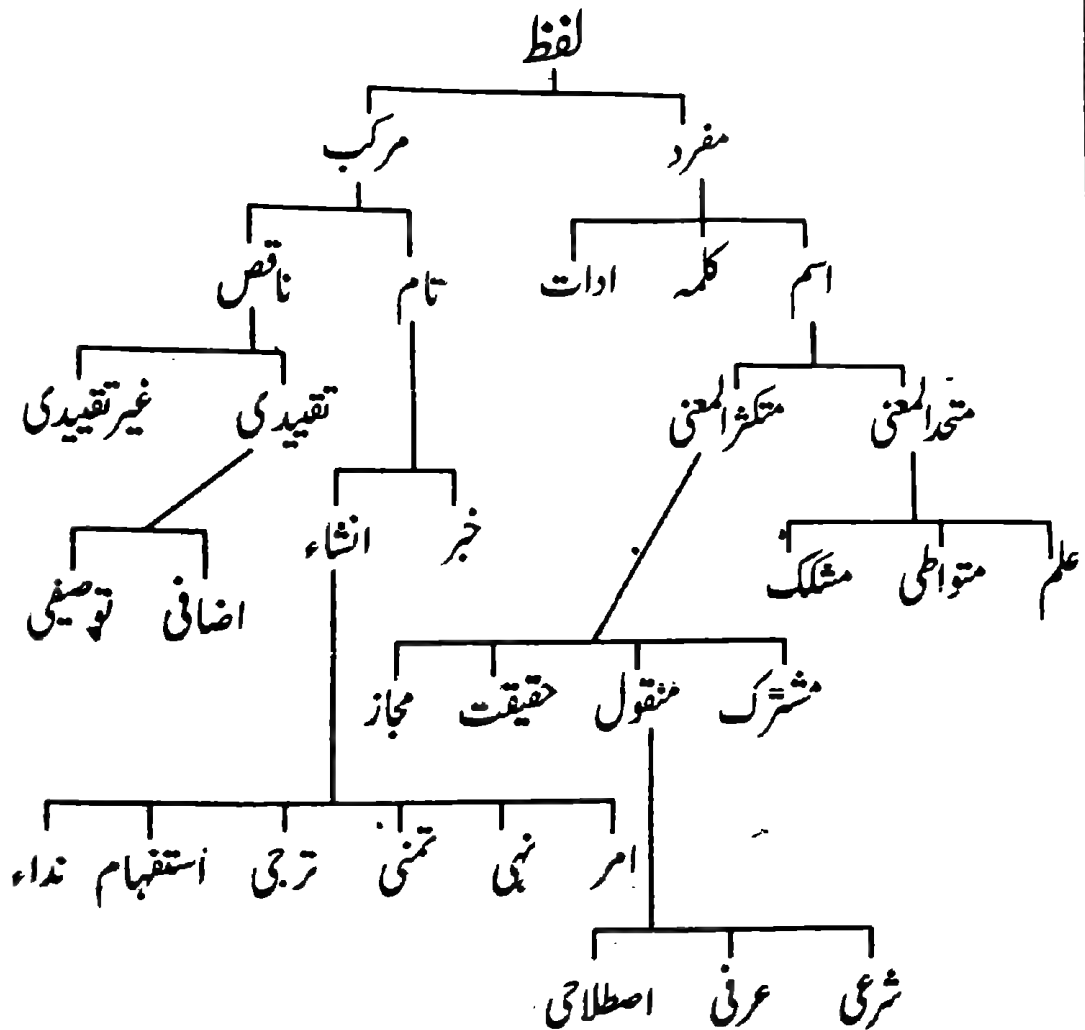 لفظ
مفرد مرکب
اسم کلمہ ادات تام ناقص
متحدالمعنی متکثرالمعنی تقییدی غیرتقییدی
علم متواطی مشکک خبر انشاء اضافی توصیفی
مشترک منقول حقیقت مجاز
امر نہی تمنی ترجی استفہام نداء
شرعی عرفی اصطلاحی